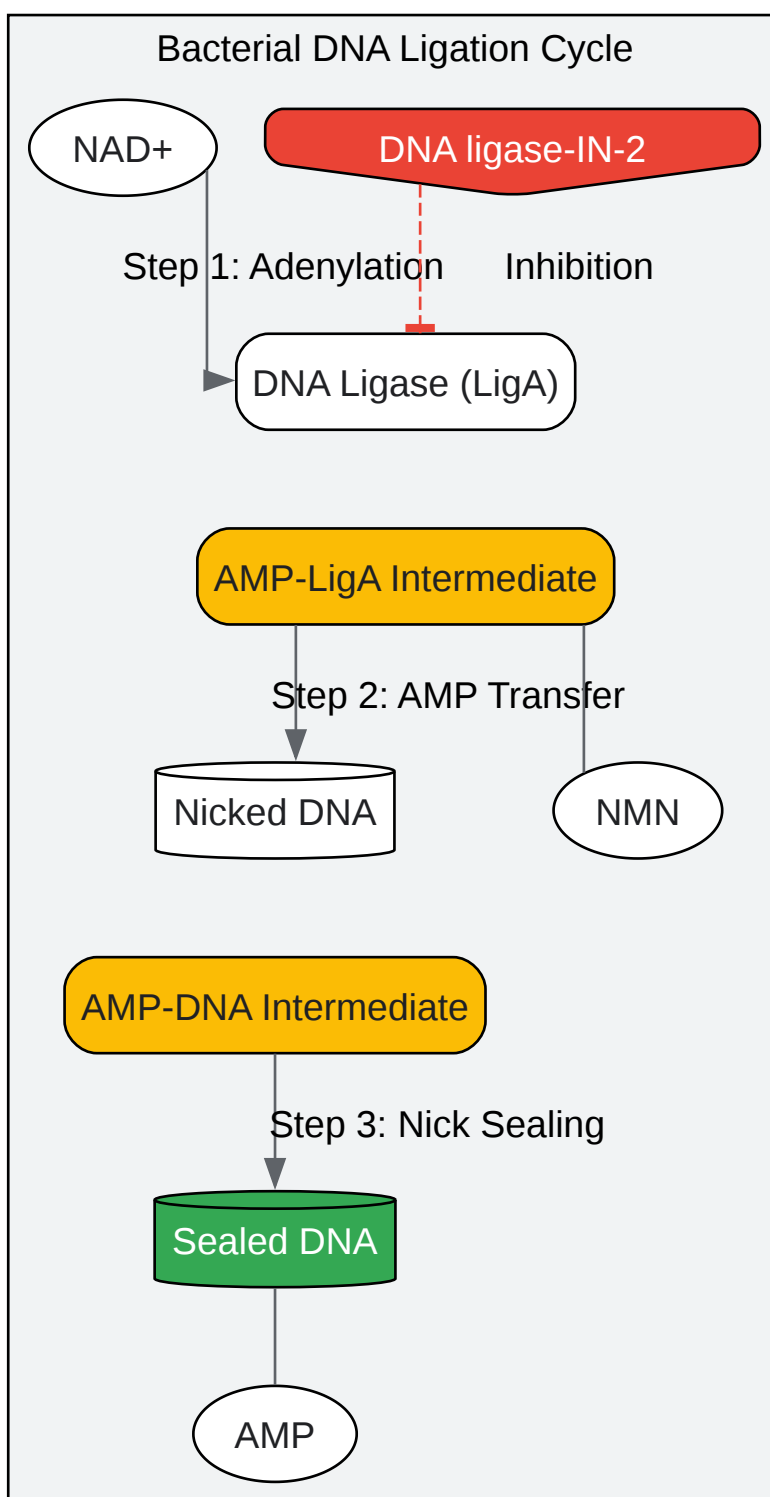 Bacterial DNA Ligation Cycle
NAD+
DNA ligase-IN-2
Step 1: Adenylation
Inhibition
DNA Ligase (LigA)
AMP-LigA Intermediate
Step 2: AMP Transfer
Nicked DNA
NMN
AMP-DNA Intermediate
Step 3: Nick Sealing
Sealed DNA
AMP